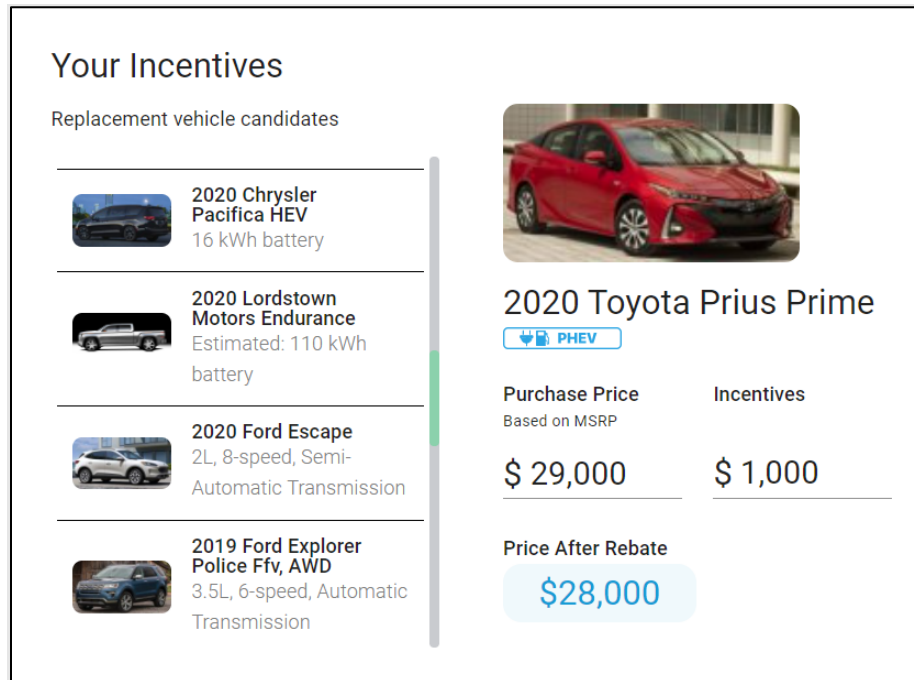 Your Incentives
Replacement vehicle candidates
2020 Chrysler
Pacifica HEV
16 kWh battery
2020 Lordstown
Motors Endurance
Estimated: 110 kWh
battery
2020 Ford Escape
2L, 8-speed, Semi-
Automatic Transmission
2019 Ford Explorer
Police Ffv, AWD
3.5L, 6-speed, Automatic
Transmission
2020 Toyota Prius Prime
PHEV
Purchase Price
Based on MSRP
$ 29,000
Incentives
$ 1,000
Price After Rebate
$28,000